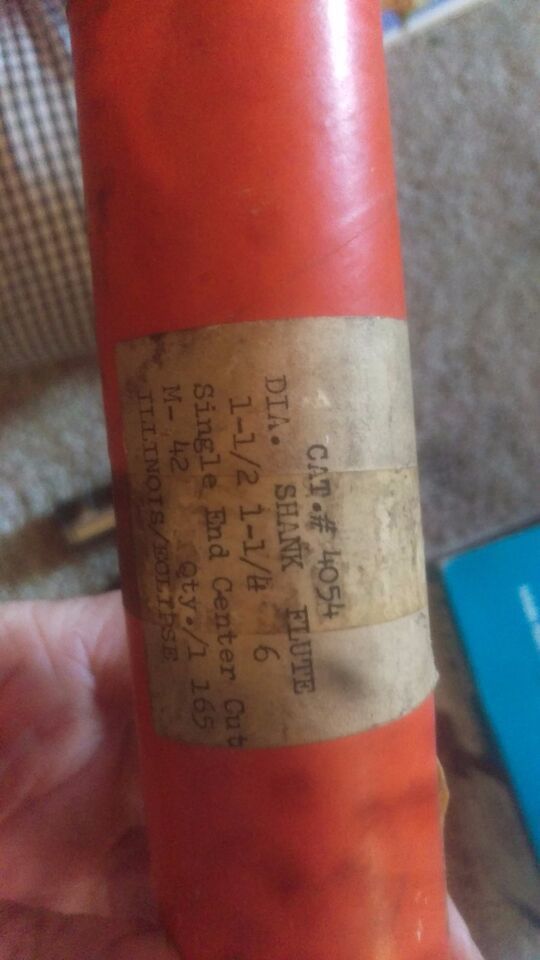 CAT.# 4054
DIA. SHANK FLUTE
1-1/2 1-1/4 6
Single End Center Cut
M- 42 Qty./1 165
ILLINOIS/ECLIPSE